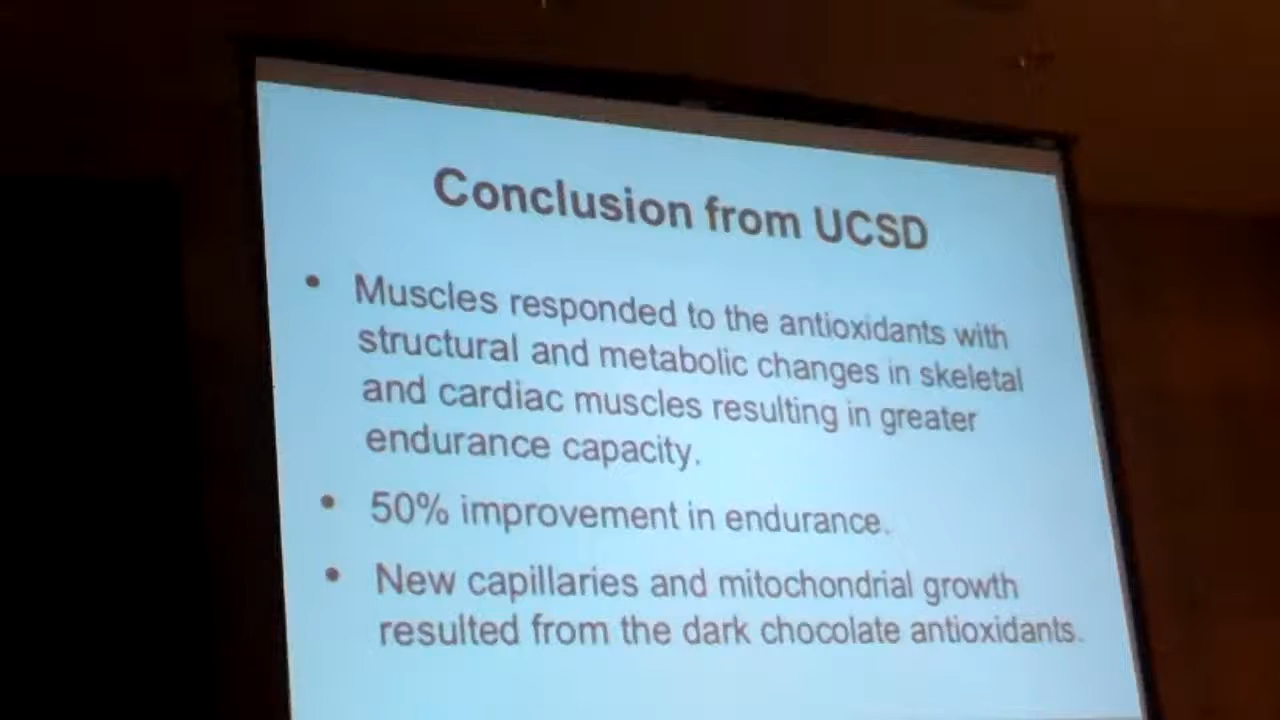 Conclusion from UCSD
• Muscles responded to the antioxidants with
structural and metabolic changes in skeletal
and cardiac muscles resulting in greater
endurance capacity.
• 50% improvement in endurance.
• New capillaries and mitochondrial growth
resulted from the dark chocolate antioxidants.